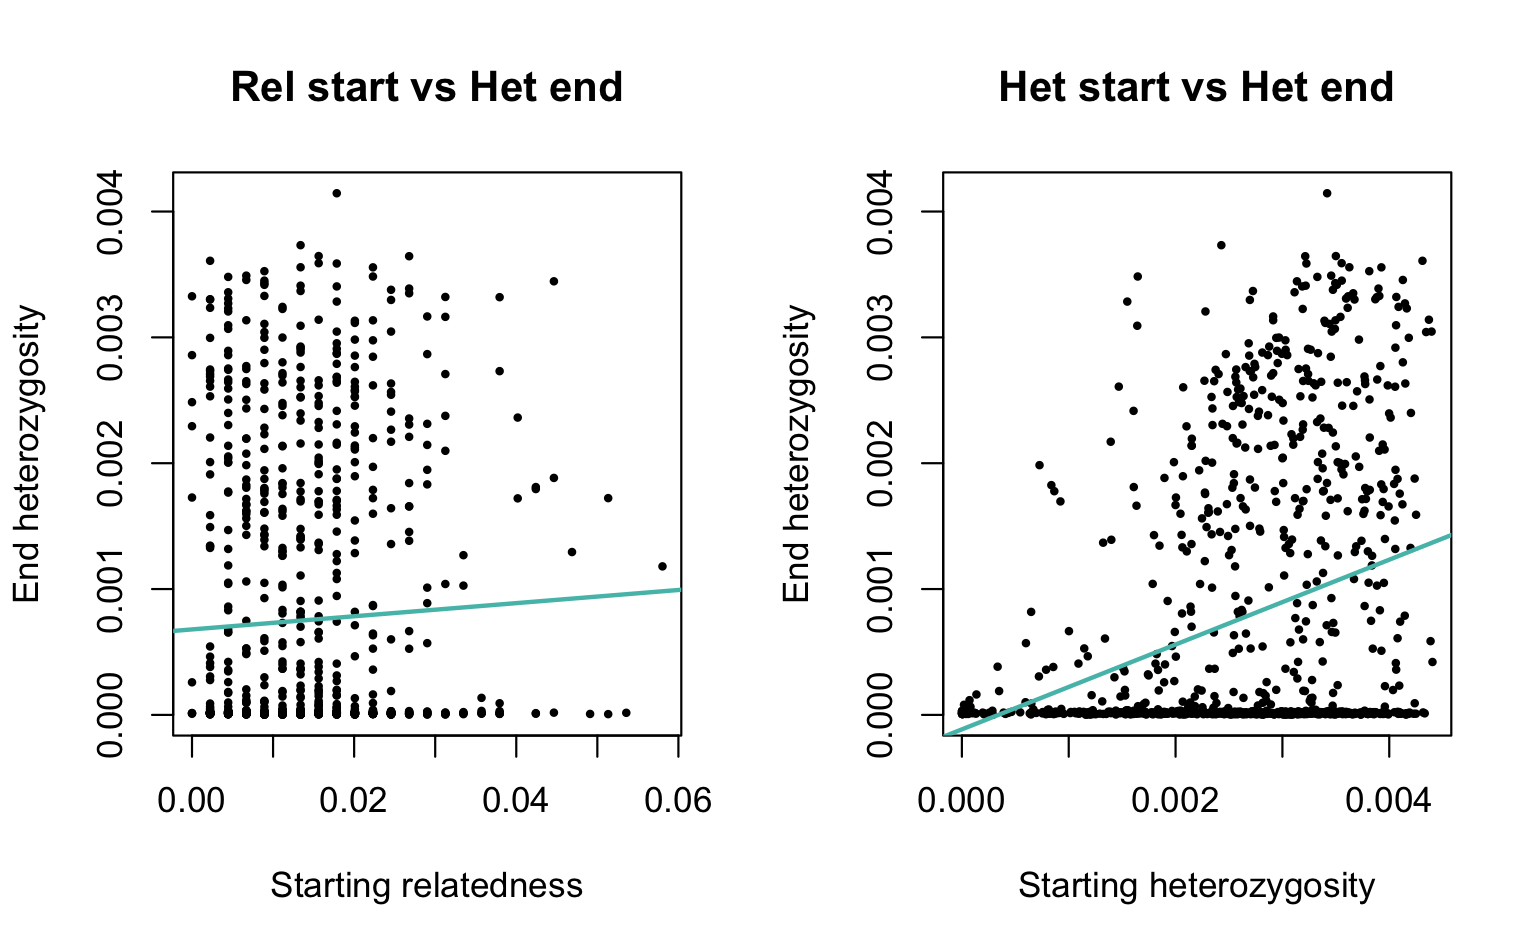 Rel start vs Het end
End heterozygosity
0.004
0.003
0.002
0.001
0.000
0.00 0.02 0.04 0.06
Starting relatedness
Het start vs Het end
End heterozygosity
0.004
0.003
0.002
0.001
0.000
0.000 0.002 0.004
Starting heterozygosity